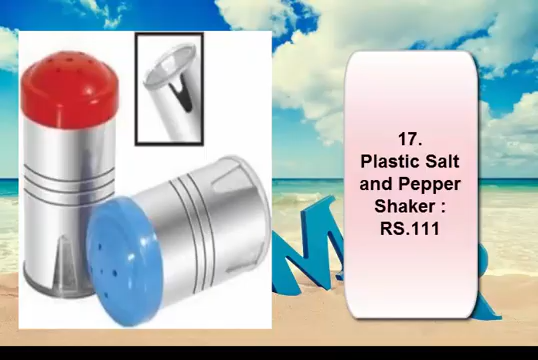 17.
Plastic Salt
and Pepper
Shaker :
RS.111